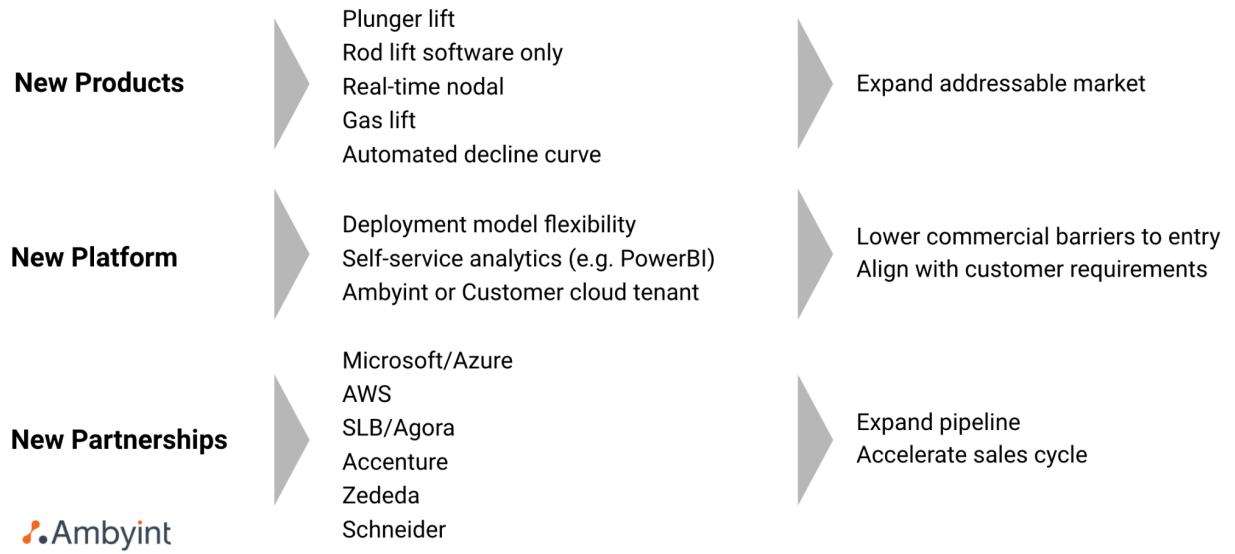 New Products
Plunger lift
Rod lift software only
Real-time nodal
Gas lift
Automated decline curve
Expand addressable market
New Platform
Deployment model flexibility
Self-service analytics (e.g. PowerBI)
Ambyint or Customer cloud tenant
Lower commercial barriers to entry
Align with customer requirements
New Partnerships
Microsoft/Azure
AWS
SLB/Agora
Accenture
Zededa
Schneider
Expand pipeline
Accelerate sales cycle
Ambyint